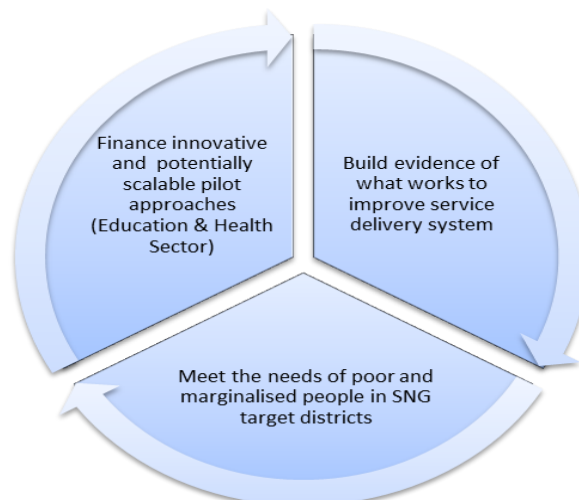 Finance innovative
and potentially
scalable pilot
approaches
(Education & Health
Sector)
Build evidence of
what works to
improve service
delivery system
Meet the needs of poor and
marginalised people in SNG
target districts